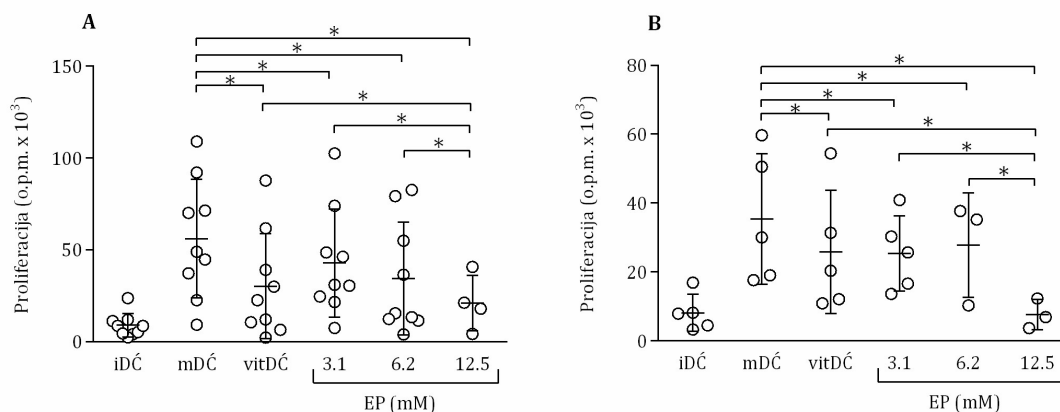 A
Proliferacija (o.p.m. x 10³)
150
100
50
0
* * * * * * *
iDĆ mDĆ vitDĆ 3.1 6.2 12.5
EP (mM)
B
Proliferacija (o.p.m. x 10³)
80
60
40
20
0
* * * * * * *
iDĆ mDĆ vitDĆ 3.1 6.2 12.5
EP (mM)